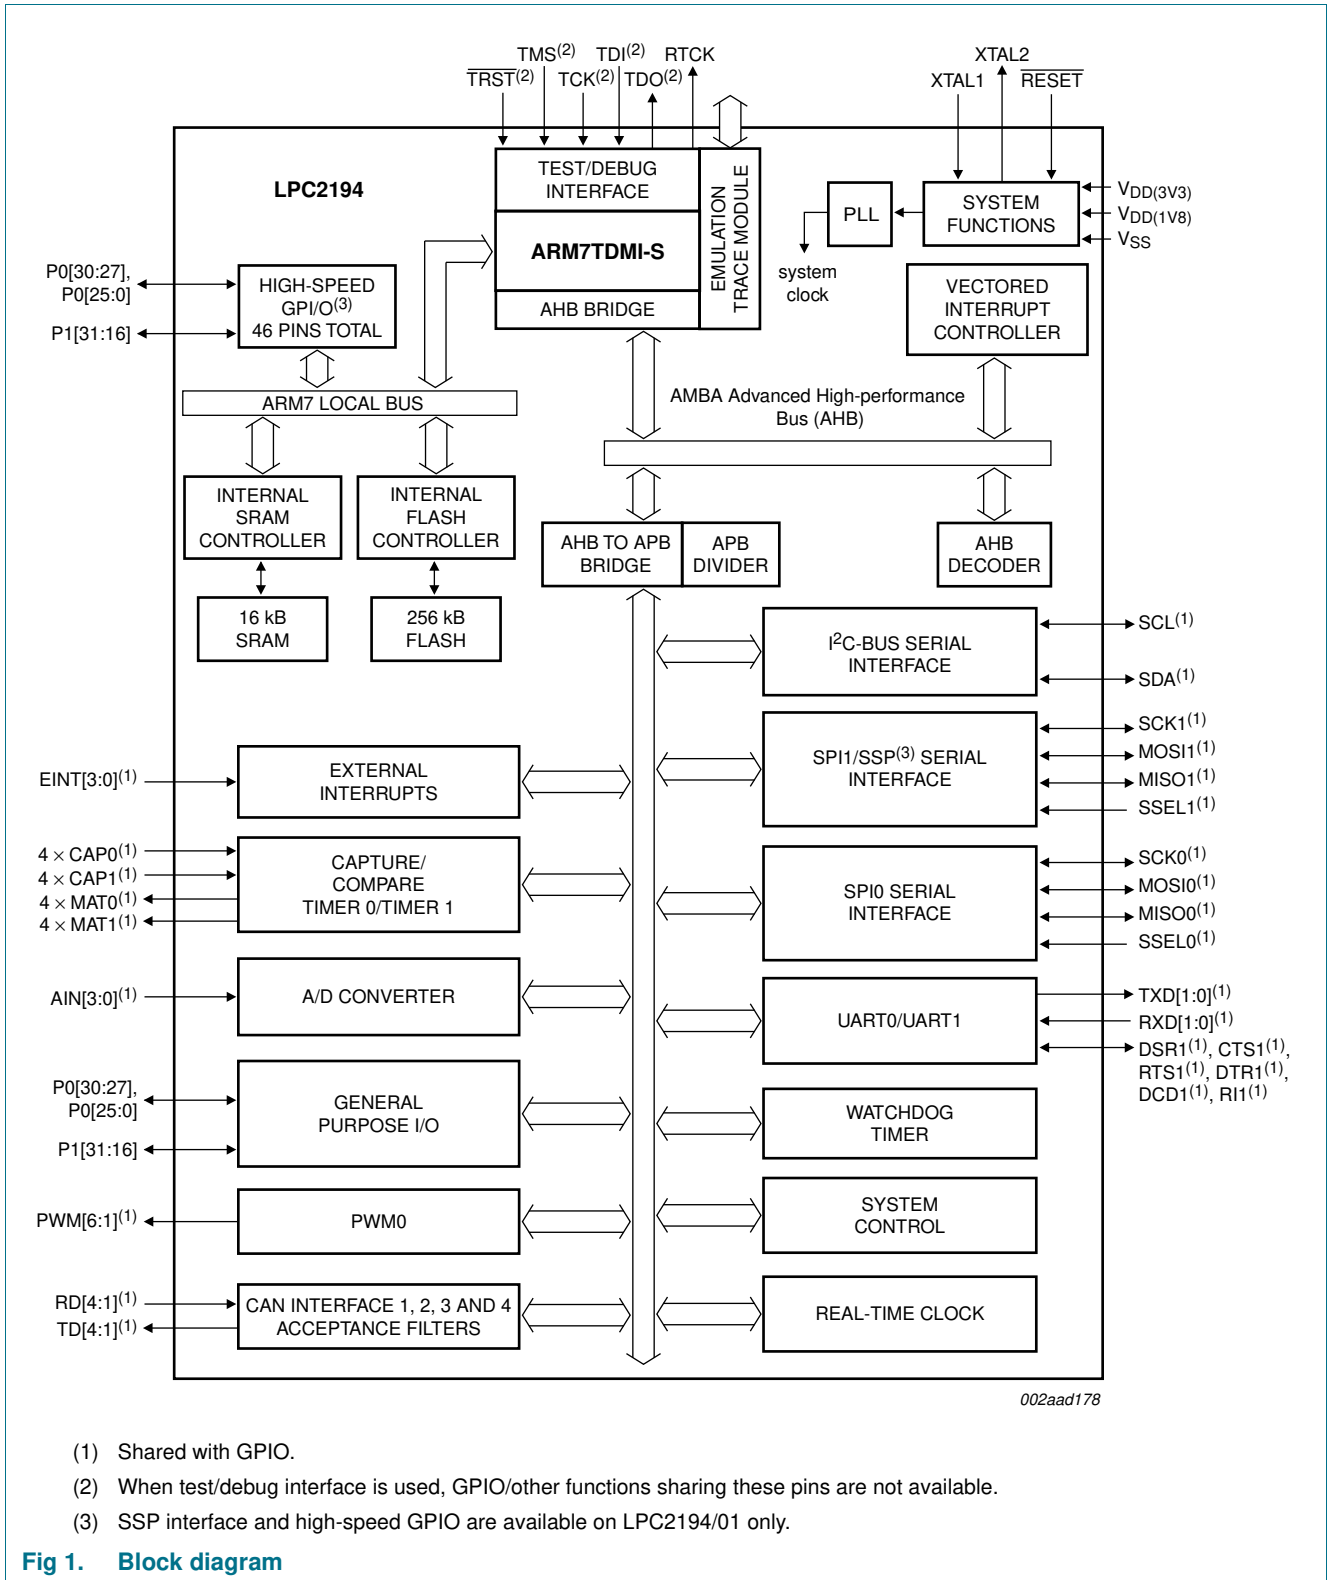 TMS(2) TDI(2) RTCK
TRST(2) TCK(2) TDO(2)
XTAL2
XTAL1 RESET
LPC2194
TEST/DEBUG
INTERFACE
ARM7TDMI-S
AHB BRIDGE
EMULATION
TRACE MODULE
PLL
SYSTEM
FUNCTIONS
VDD(3V3)
VDD(1V8)
VSS
system
clock
P0[30:27],
P0[25:0]
P1[31:16]
HIGH-SPEED
GPI/O(3)
46 PINS TOTAL
VECTORED
INTERRUPT
CONTROLLER
ARM7 LOCAL BUS
AMBA Advanced High-performance
Bus (AHB)
INTERNAL
SRAM
CONTROLLER
INTERNAL
FLASH
CONTROLLER
16 kB
SRAM
256 kB
FLASH
AHB TO APB
BRIDGE
APB
DIVIDER
AHB
DECODER
I2C-BUS SERIAL
INTERFACE
SCL(1)
SDA(1)
SPI1/SSP(3) SERIAL
INTERFACE
SCK1(1)
MOSI1(1)
MISO1(1)
SSEL1(1)
EINT[3:0](1)
EXTERNAL
INTERRUPTS
4 × CAP0(1)
4 × CAP1(1)
4 × MAT0(1)
4 × MAT1(1)
CAPTURE/
COMPARE
TIMER 0/TIMER 1
SPI0 SERIAL
INTERFACE
SCK0(1)
MOSI0(1)
MISO0(1)
SSEL0(1)
AIN[3:0](1)
A/D CONVERTER
UART0/UART1
TXD[1:0](1)
RXD[1:0](1)
DSR1(1), CTS1(1),
RTS1(1), DTR1(1),
DCD1(1), RI1(1)
P0[30:27],
P0[25:0]
P1[31:16]
GENERAL
PURPOSE I/O
WATCHDOG
TIMER
PWM[6:1](1)
PWM0
SYSTEM
CONTROL
RD[4:1](1)
TD[4:1](1)
CAN INTERFACE 1, 2, 3 AND 4
ACCEPTANCE FILTERS
REAL-TIME CLOCK
002aad178
(1) Shared with GPIO.
(2) When test/debug interface is used, GPIO/other functions sharing these pins are not available.
(3) SSP interface and high-speed GPIO are available on LPC2194/01 only.
Fig 1. Block diagram